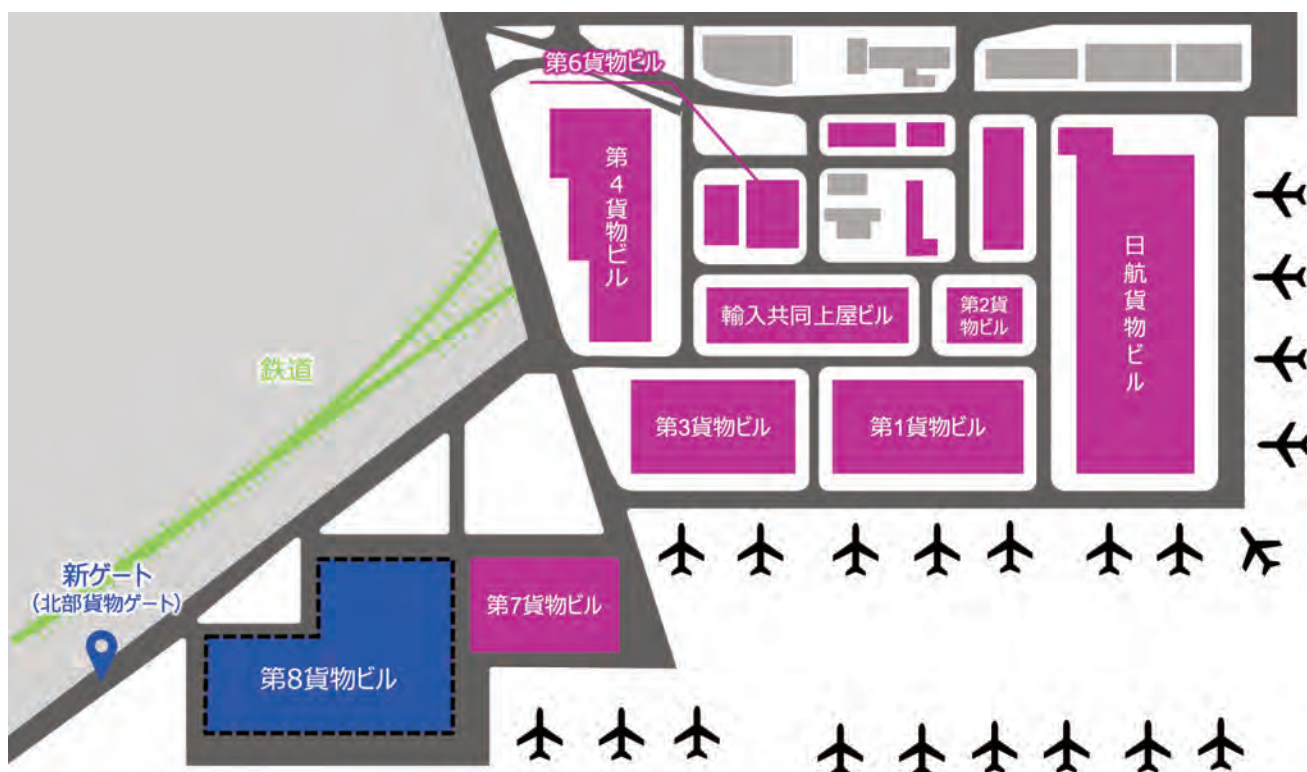 第6貨物ビル
第4貨物ビル
日航貨物ビル
輸入共同上屋ビル
第2貨
物ビル
鉄道
第3貨物ビル
第1貨物ビル
新ゲート
（北部貨物ゲート）
第7貨物ビル
第8貨物ビル